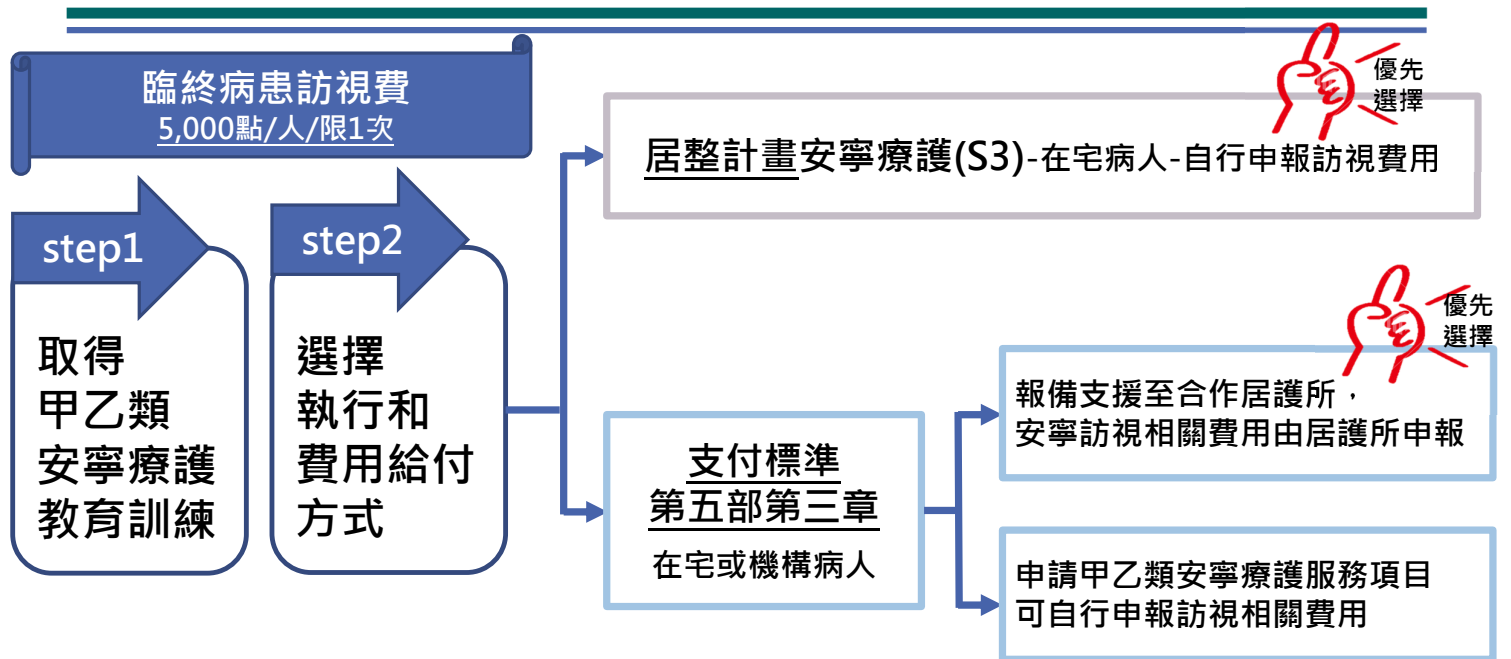 臨終病患訪視費
5,000點/人/限1次
step1
取得
甲乙類
安寧療護
教育訓練
step2
選擇
執行和
費用給付
方式
優先
選擇
居整計畫安寧療護(S3)-在宅病人-自行申報訪視費用
支付標準
第五部第三章
在宅或機構病人
優先
選擇
報備支援至合作居護所，
安寧訪視相關費用由居護所申報
申請甲乙類安寧療護服務項目
可自行申報訪視相關費用